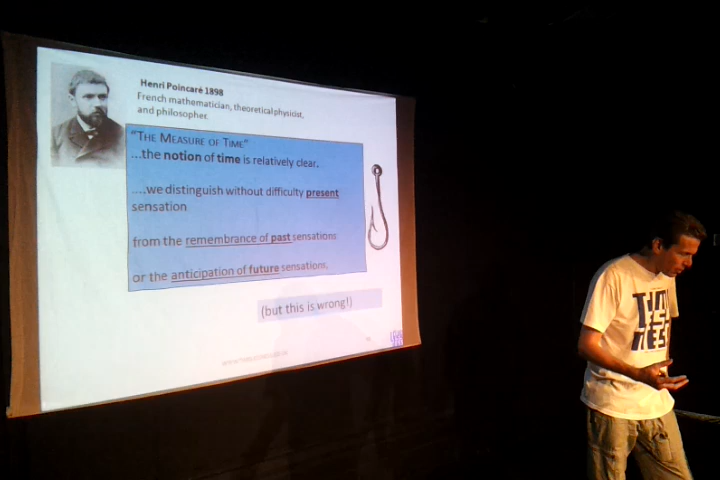 Henri Poincaré 1898
French mathematician, theoretical physicist,
and philosopher.
"THE MEASURE OF TIME"
...the notion of time is relatively clear.
....we distinguish without difficulty present
sensation
from the remembrance of past sensations
or the anticipation of future sensations.
(but this is wrong!)